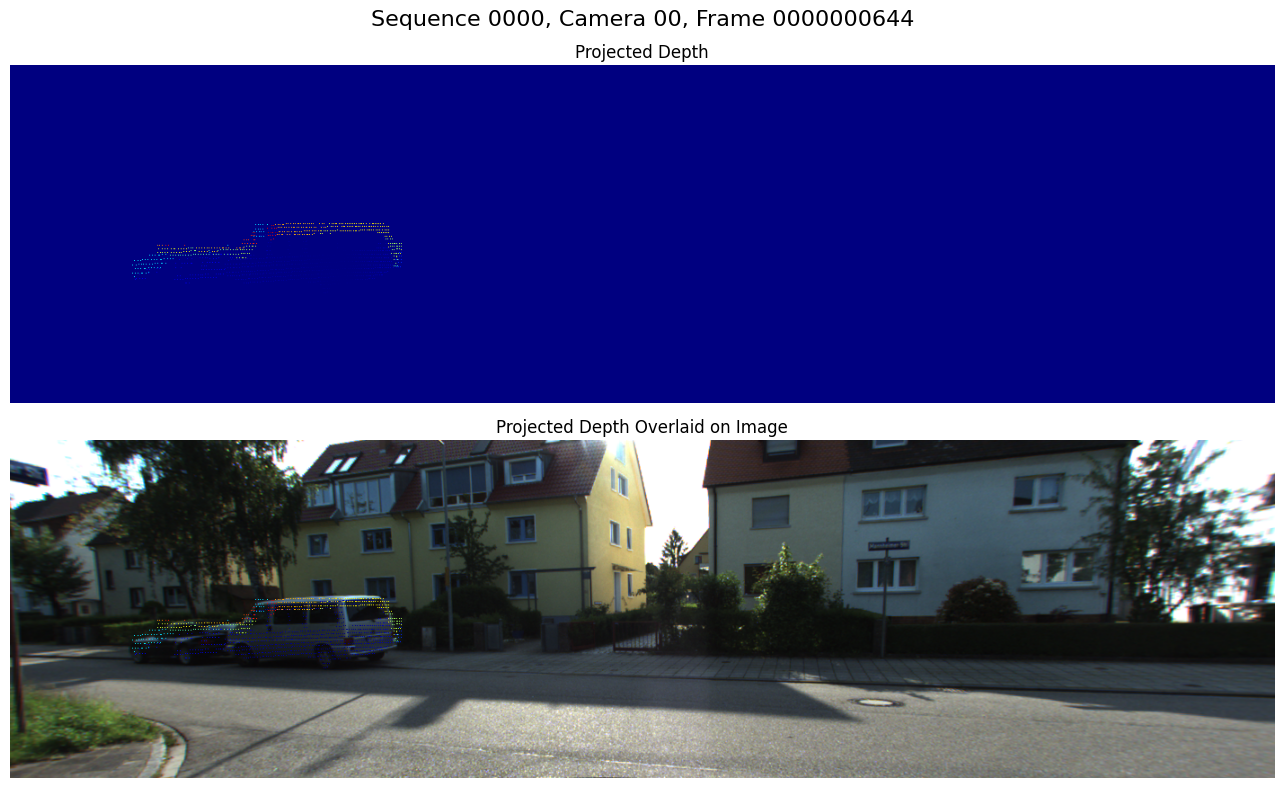 Sequence 0000, Camera 00, Frame 0000000644
Projected Depth
Projected Depth Overlaid on Image